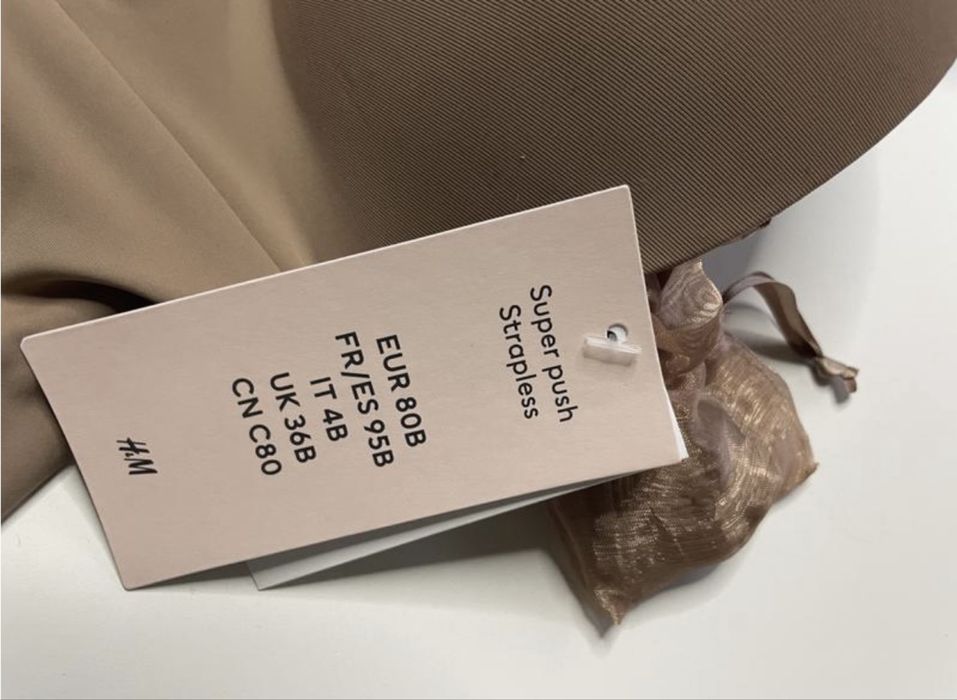 Super push
Strapless
EUR 80B
FR/ES 95B
IT 4B
UK 36B
CN C80
H&M